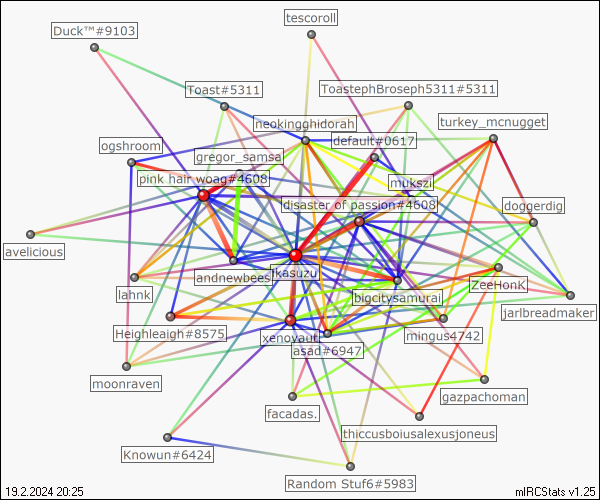 tescoroll
Duck™#9103
Toast#5311
ToastephBroseph5311#5311
neokingghidorah
turkey_mcnugget
default#0617
ogshroom
gregor_samsa
pink hair woag#4608
mukszi
disaster of passion#4608
doggerdig
avelicious
andnewbees
ikasuzu
ZeeHonk
lahnk
bigcitysamurai
jarlbreadmaker
Heighleaigh#8575
xenovauti
mingus4742
asad#6947
moonraven
gazpachoman
facadas.
thiccusboiusalexusjoneus
Knowun#6424
Random Stuf6#5983
19.2.2024 20:25
mIRCStats v1.25